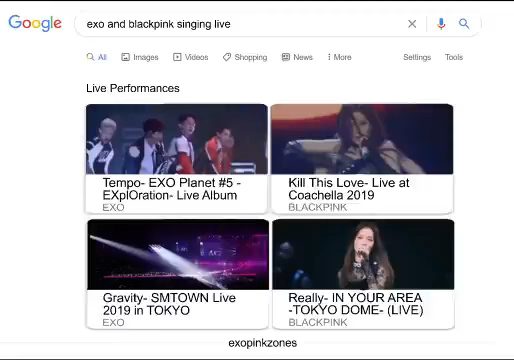 Google
exo and blackpink singing live
All Images Videos Shopping News More Settings Tools
Live Performances
Tempo- EXO Planet #5 -
EXplOration- Live Album
EXO
Kill This Love- Live at
Coachella 2019
BLACKPINK
Gravity- SMTOWN Live
2019 in TOKYO
EXO
Really- IN YOUR AREA
-TOKYO DOME- (LIVE)
BLACKPINK
exopinkzones